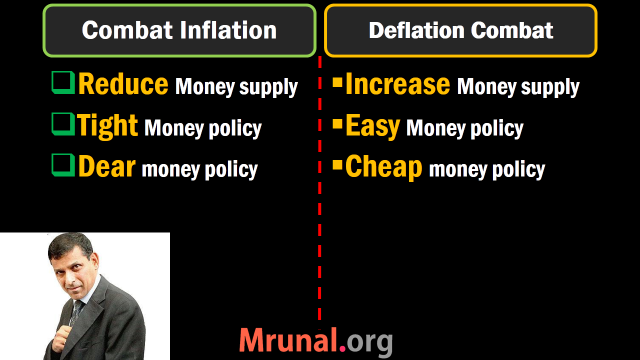 Combat Inflation
Reduce Money supply
Tight Money policy
Dear money policy
Deflation Combat
Increase Money supply
Easy Money policy
Cheap money policy
Mrunal.org